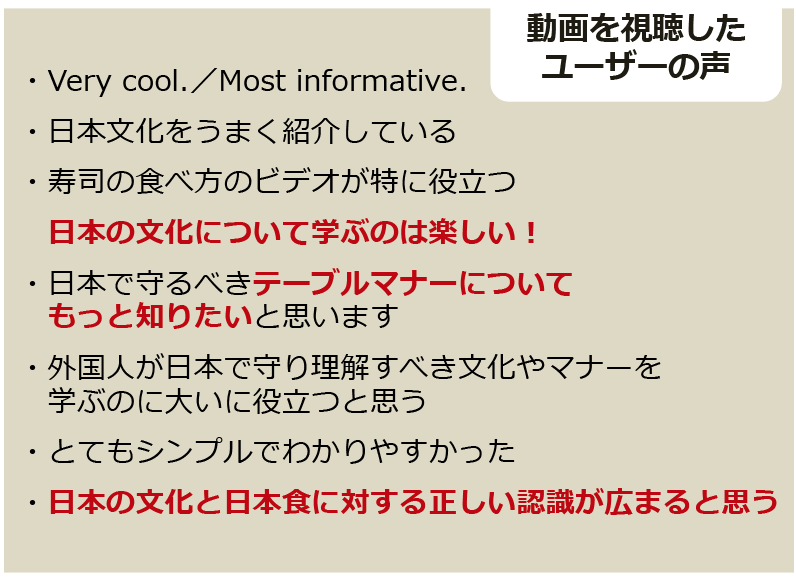 動画を視聴した
ユーザーの声
・Very cool.／Most informative.
・日本文化をうまく紹介している
・寿司の食べ方のビデオが特に役立つ
日本の文化について学ぶのは楽しい！
・日本で守るべきテーブルマナーについて
もっと知りたいと思います
・外国人が日本で守り理解すべき文化やマナーを
学ぶのに大いに役立つと思う
・とてもシンプルでわかりやすかった
・日本の文化と日本食に対する正しい認識が広まると思う